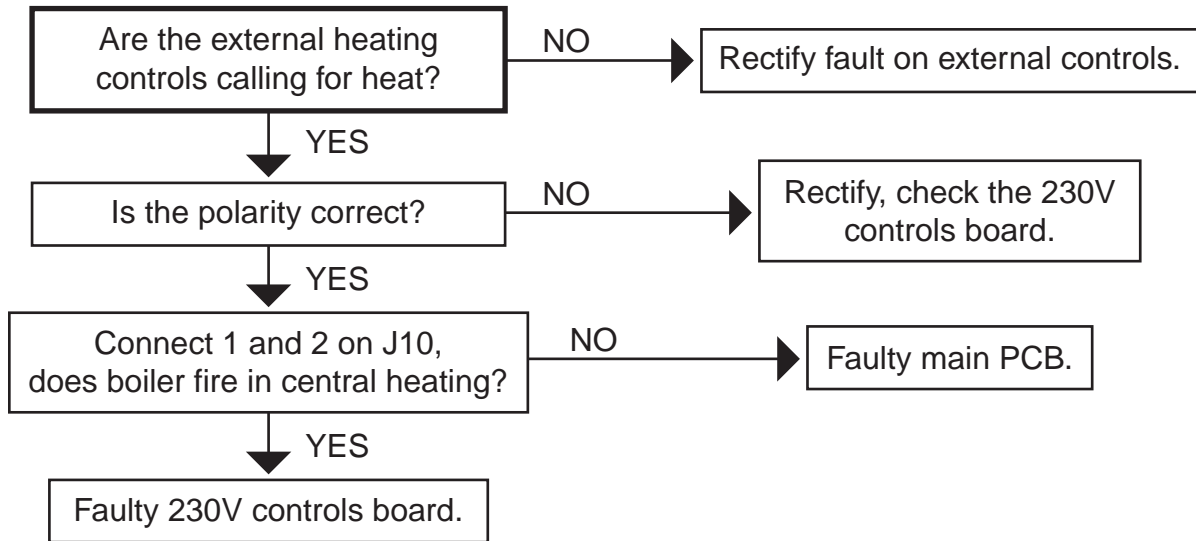 Are the external heating
controls calling for heat?
NO
Rectify fault on external controls.
YES
Is the polarity correct?
NO
Rectify, check the 230V
controls board.
YES
Connect 1 and 2 on J10,
does boiler fire in central heating?
NO
Faulty main PCB.
YES
Faulty 230V controls board.